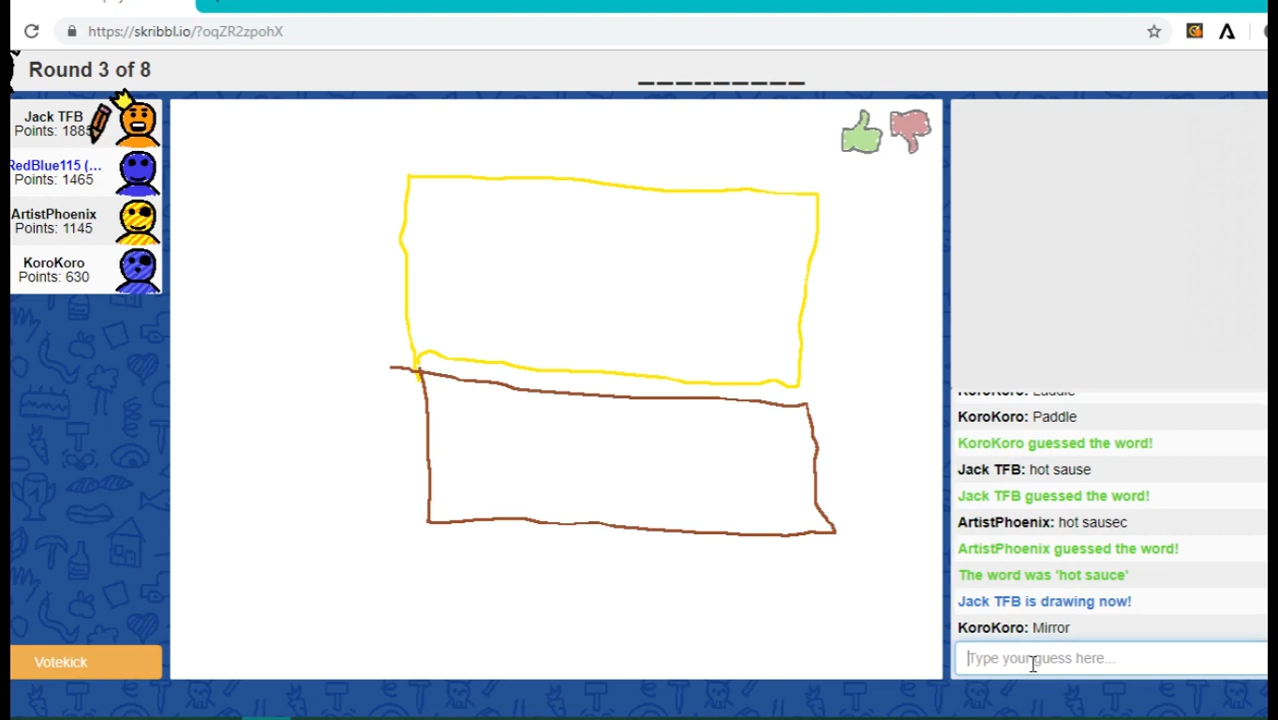 https://skribbl.io/?oqZR2zpohX
Round 3 of 8
_________
Jack TFB
Points: 1885
RedBlue115 (...
Points: 1465
ArtistPhoenix
Points: 1145
KoroKoro
Points: 630
Votekick
KoroKoro: Paddle
KoroKoro guessed the word!
Jack TFB: hot sause
Jack TFB guessed the word!
ArtistPhoenix: hot sausec
ArtistPhoenix guessed the word!
The word was 'hot sauce'
Jack TFB is drawing now!
KoroKoro: Mirror
Type your guess here...